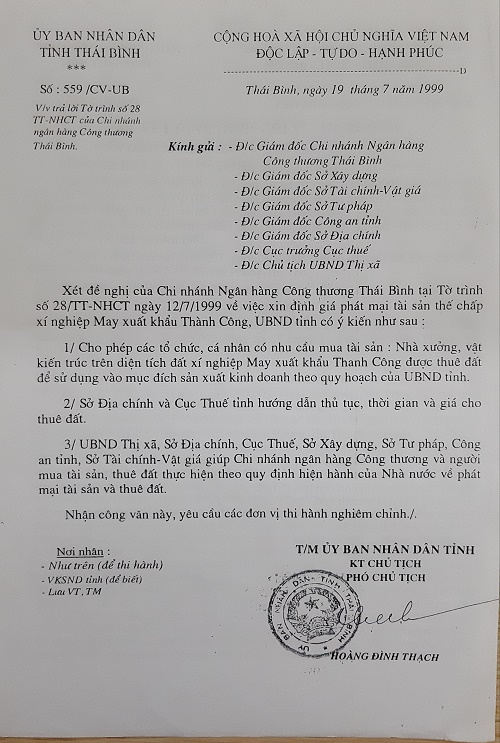 ỦY BAN NHÂN DÂN
TỈNH THÁI BÌNH
***
Số : 559 /CV-UB
V/v trả lời Tờ trình số 28
TT-NHCT của Chi nhánh
ngân hàng Công thương
Thái Bình.
CỘNG HOÀ XÃ HỘI CHỦ NGHĨA VIỆT NAM
ĐỘC LẬP - TỰ DO - HẠNH PHÚC
Thái Bình, ngày 19 tháng 7 năm 1999
Kính gửi : - Đ/c Giám đốc Chi nhánh Ngân hàng
Công thương Thái Bình
- Đ/c Giám đốc Sở Xây dựng
- Đ/c Giám đốc Sở Tài chính-Vật giá
- Đ/c Giám đốc Sở Tư pháp
- Đ/c Giám đốc Công an tỉnh
- Đ/c Giám đốc Sở Địa chính
- Đ/c Cục trưởng Cục thuế
- Đ/c Chủ tịch UBND Thị xã
Xét đề nghị của Chi nhánh Ngân hàng Công thương Thái Bình tại Tờ trình
số 28/TT-NHCT ngày 12/7/1999 về việc xin định giá phát mại tài sản thế chấp
xí nghiệp May xuất khẩu Thành Công, UBND tỉnh có ý kiến như sau :
1/ Cho phép các tổ chức, cá nhân có nhu cầu mua tài sản : Nhà xưởng, vật
kiến trúc trên diện tích đất xí nghiệp May xuất khẩu Thanh Công được thuê đất
để sử dụng vào mục đích sản xuất kinh doanh theo quy hoạch của UBND tỉnh.
2/ Sở Địa chính và Cục Thuế tỉnh hướng dẫn thủ tục, thời gian và giá cho
thuê đất.
3/ UBND Thị xã, Sở Địa chính, Cục Thuế, Sở Xây dựng, Sở Tư pháp, Công
an tỉnh, Sở Tài chính-Vật giá giúp Chi nhánh ngân hàng Công thương và người
mua tài sản, thuê đất thực hiện theo quy định hiện hành của Nhà nước về phát
mại tài sản và thuê đất.
Nhận công văn này, yêu cầu các đơn vị thi hành nghiêm chỉnh./.
Nơi nhận :
- Như trên (để thi hành)
- VKSND tỉnh (để biết)
- Lưu VT, TM
T/M ỦY BAN NHÂN DÂN TỈNH
KT CHỦ TỊCH
PHÓ CHỦ TỊCH
ỦY BAN NHÂN DÂN TỈNH THÁI BÌNH
HOÀNG ĐÌNH THẠCH